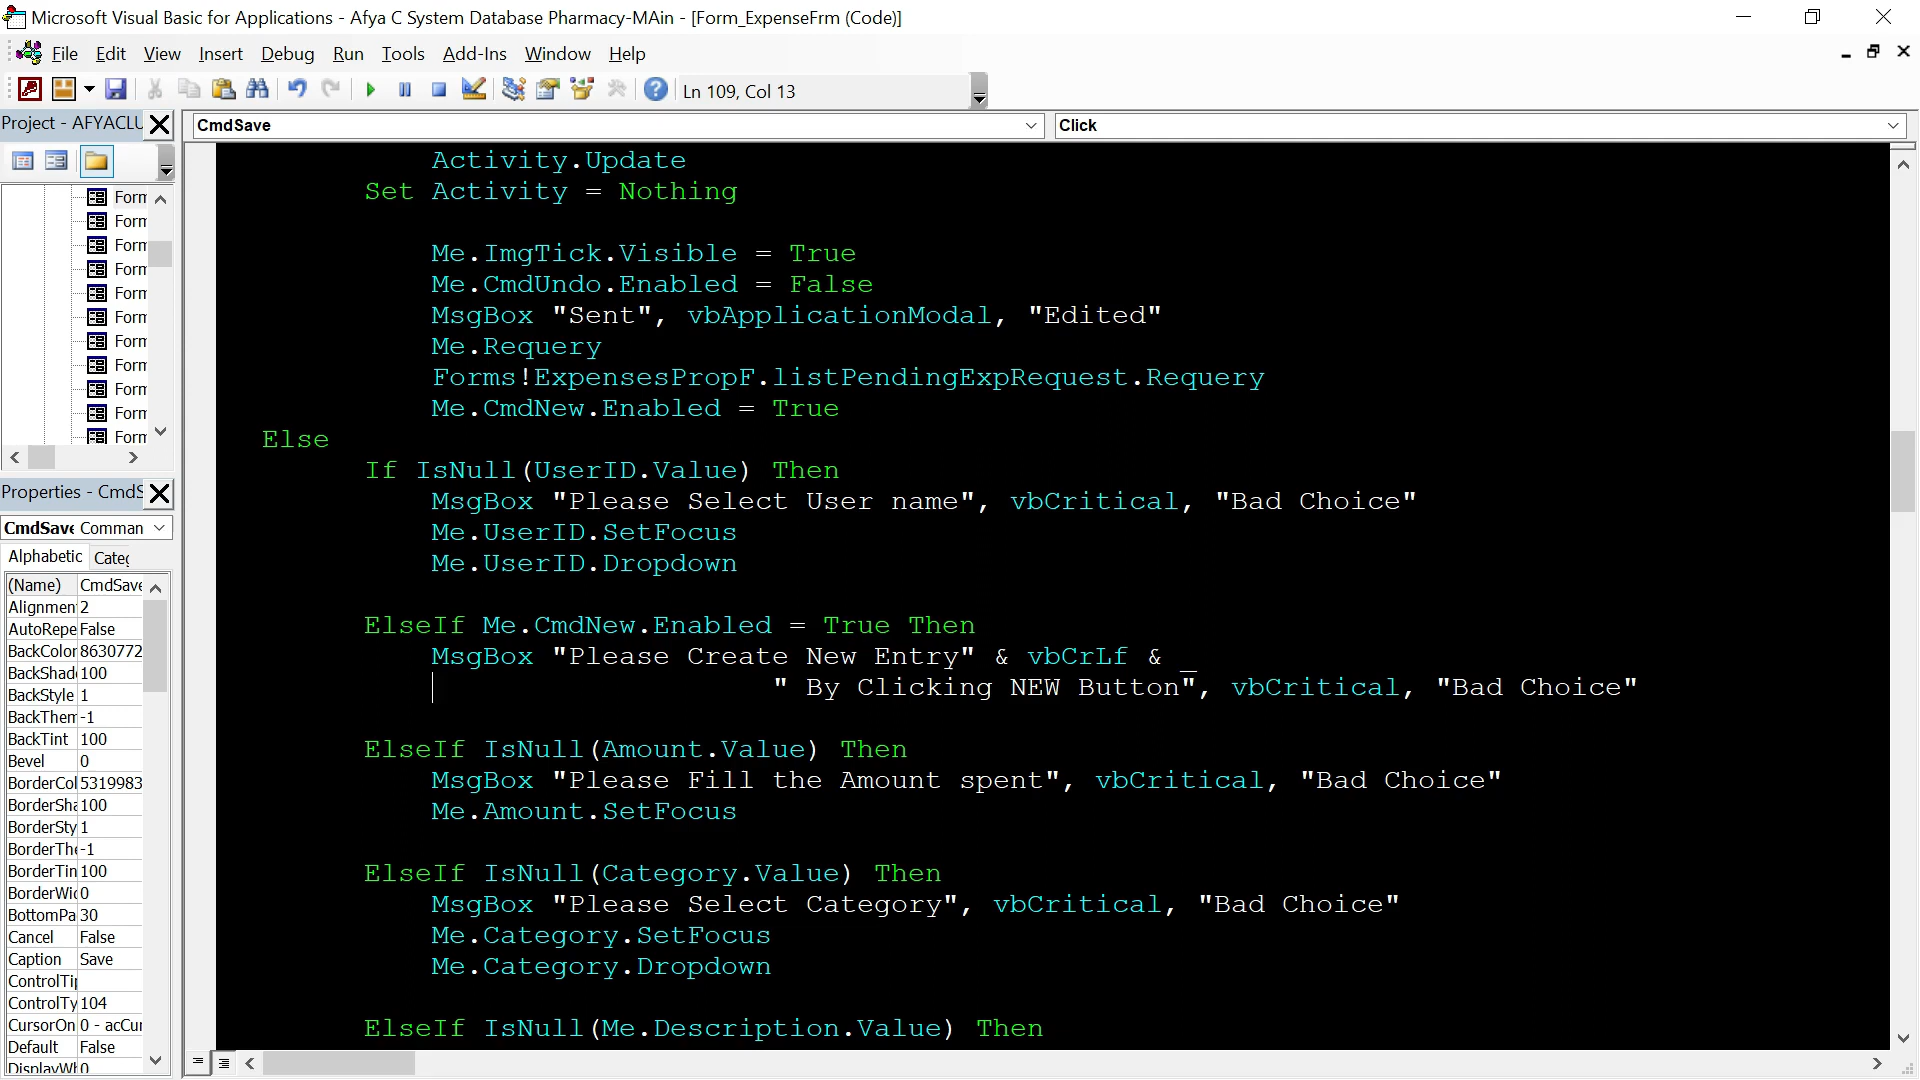 Microsoft Visual Basic for Applications - Afya C System Database Pharmacy-MAin - [Form_ExpenseFrm (Code)]
File Edit View Insert Debug Run Tools Add-Ins Window Help
Ln 109, Col 13
Project - AFYACLU
CmdSave Click
Form
Form
Form
Form
Form
Form
Form
Form
Form
Form
Form
Properties - CmdS
CmdSave Comman
Alphabetic Categ
(Name) CmdSave
Alignmen 2
AutoRepe False
BackColor 8630772
BackShad 100
BackStyle 1
BackThem -1
BackTint 100
Bevel 0
BorderCol 5319983
BorderSha 100
BorderSty 1
BorderThe -1
BorderTin 100
BorderWid 0
BottomPa 30
Cancel False
Caption Save
ControlTip
ControlTy 104
CursorOn 0 - acCur
Default False
DisplayWh 0
Activity.Update
Set Activity = Nothing
Me.ImgTick.Visible = True
Me.CmdUndo.Enabled = False
MsgBox "Sent", vbApplicationModal, "Edited"
Me.Requery
Forms!ExpensesPropF.listPendingExpRequest.Requery
Me.CmdNew.Enabled = True
Else
If IsNull(UserID.Value) Then
MsgBox "Please Select User name", vbCritical, "Bad Choice"
Me.UserID.SetFocus
Me.UserID.Dropdown
ElseIf Me.CmdNew.Enabled = True Then
MsgBox "Please Create New Entry" & vbCrLf & _
" By Clicking NEW Button", vbCritical, "Bad Choice"
ElseIf IsNull(Amount.Value) Then
MsgBox "Please Fill the Amount spent", vbCritical, "Bad Choice"
Me.Amount.SetFocus
ElseIf IsNull(Category.Value) Then
MsgBox "Please Select Category", vbCritical, "Bad Choice"
Me.Category.SetFocus
Me.Category.Dropdown
ElseIf IsNull(Me.Description.Value) Then